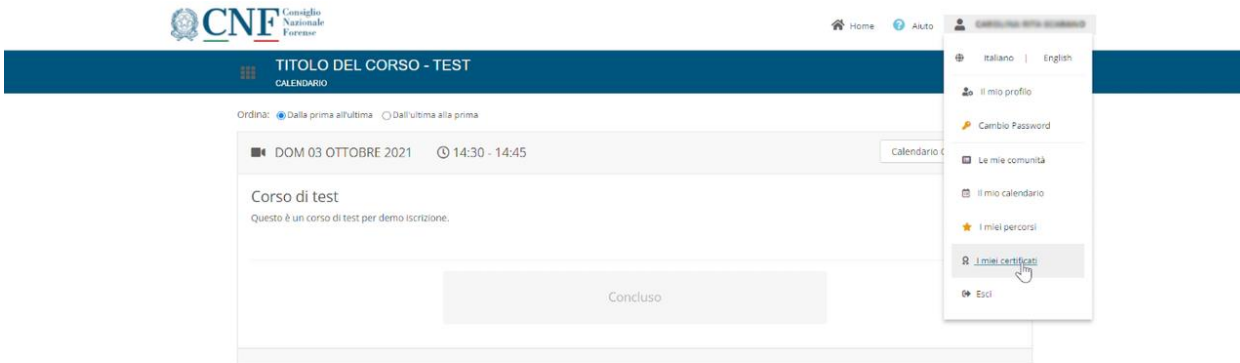 CNF Consiglio
Nazionale
Forense
Home
Aiuto
TITOLO DEL CORSO - TEST
CALENDARIO
Italiano | English
Il mio profilo
Cambio Password
Le mie comunità
Il mio calendario
I miei percorsi
I miei certificati
Esci
Ordina: Dalla prima all'ultima Dall'ultima alla prima
DOM 03 OTTOBRE 2021 14:30 - 14:45
Calendario
Corso di test
Questo è un corso di test per demo iscrizione.
Concluso